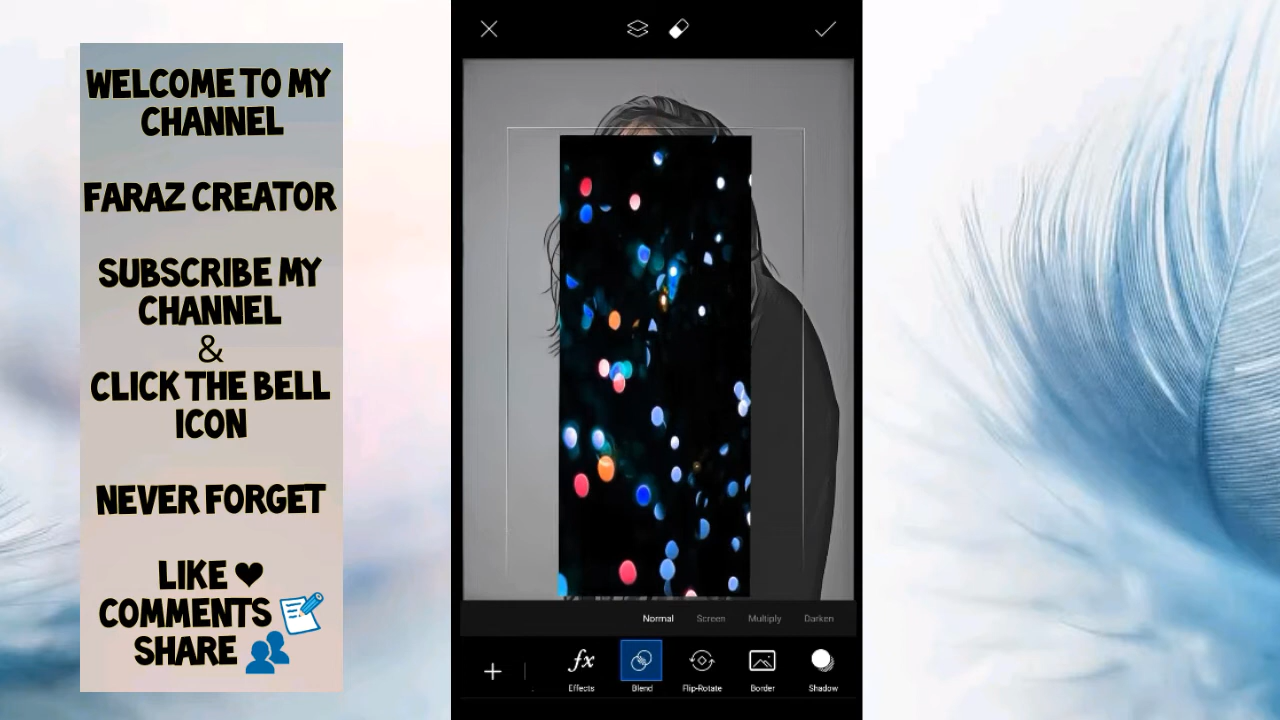 WELCOME TO MY
CHANNEL
FARAZ CREATOR
SUBSCRIBE MY
CHANNEL
&
CLICK THE BELL
ICON
NEVER FORGET
LIKE ❤
COMMENTS 📝
SHARE 👥
Normal Screen Multiply Darken
fx
Effects Blend Flip-Rotate Border Shadow